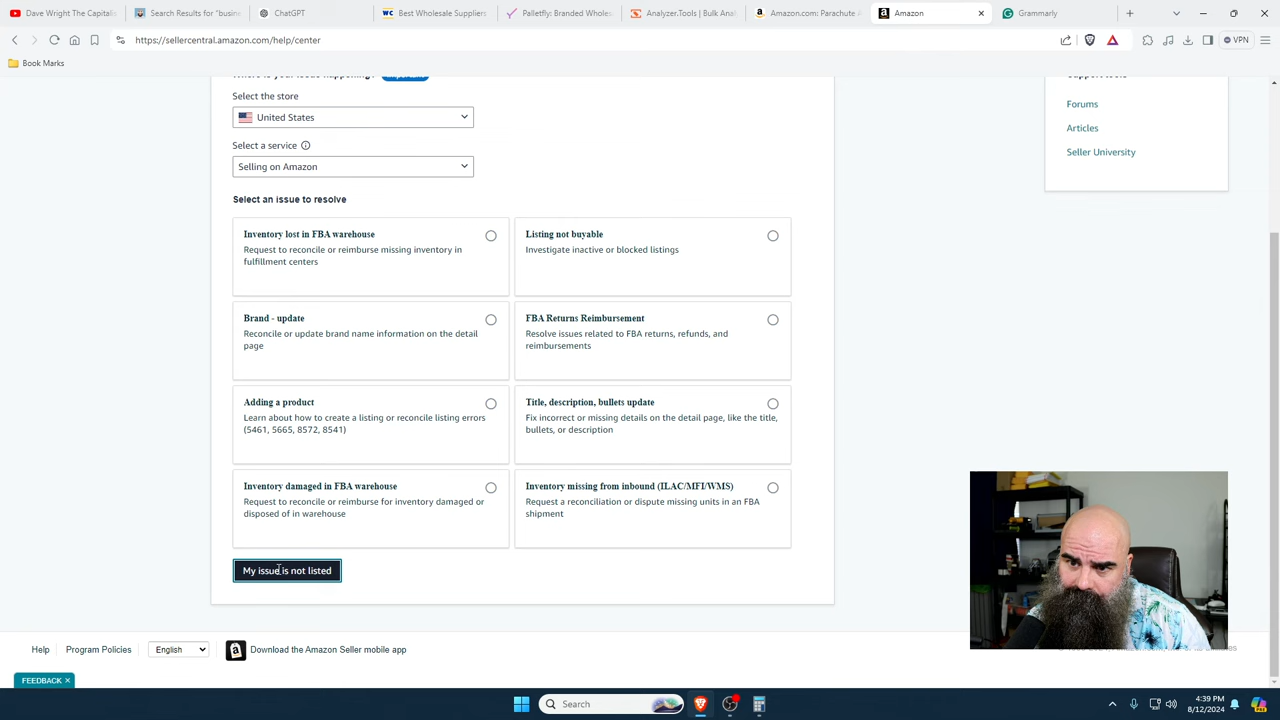 Dave Wright The Capitalis
Search Results for "busine
ChatGPT
Best Wholesale Suppliers
Palletfly: Branded Wholes
Analyzer.Tools | Bulk Anal
Amazon.com: Parachute A
Amazon
Grammarly
https://sellercentral.amazon.com/help/center
VPN
Book Marks
Select the store
United States
Select a service
Selling on Amazon
Select an issue to resolve
Inventory lost in FBA warehouse
Request to reconcile or reimburse missing inventory in
fulfillment centers
Listing not buyable
Investigate inactive or blocked listings
Brand - update
Reconcile or update brand name information on the detail
page
FBA Returns Reimbursement
Resolve issues related to FBA returns, refunds, and
reimbursements
Adding a product
Learn about how to create a listing or reconcile listing errors
(5461, 5665, 8572, 8541)
Title, description, bullets update
Fix incorrect or missing details on the detail page, like the title,
bullets, or description
Inventory damaged in FBA warehouse
Request to reconcile or reimburse for inventory damaged or
disposed of in warehouse
Inventory missing from inbound (ILAC/MFI/WMS)
Request a reconciliation or dispute missing units in an FBA
shipment
My issue is not listed
Forums
Articles
Seller University
Help
Program Policies
English
Download the Amazon Seller mobile app
FEEDBACK
Search
4:39 PM
8/12/2024